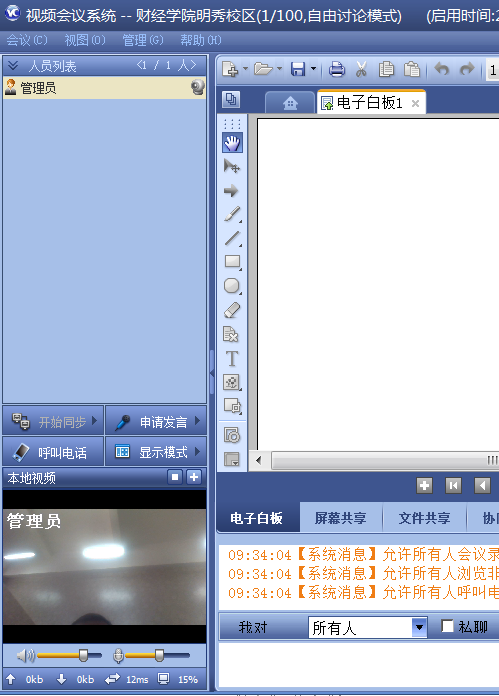 视频会议系统 -- 财经学院明秀校区(1/100,自由讨论模式) (启用时间:2
会议(C) 视图(O) 管理(G) 帮助(H)
人员列表 <1 / 1 人>
管理员
1
电子白板1
T
开始同步 申请发言
呼叫电话 显示模式
本地视频
管理员
0kb 0kb 12ms 15%
电子白板 屏幕共享 文件共享 协
09:34:04【系统消息】允许所有人会议录
09:34:04【系统消息】允许所有人浏览非
09:34:04【系统消息】允许所有人呼叫电
我对 所有人 私聊